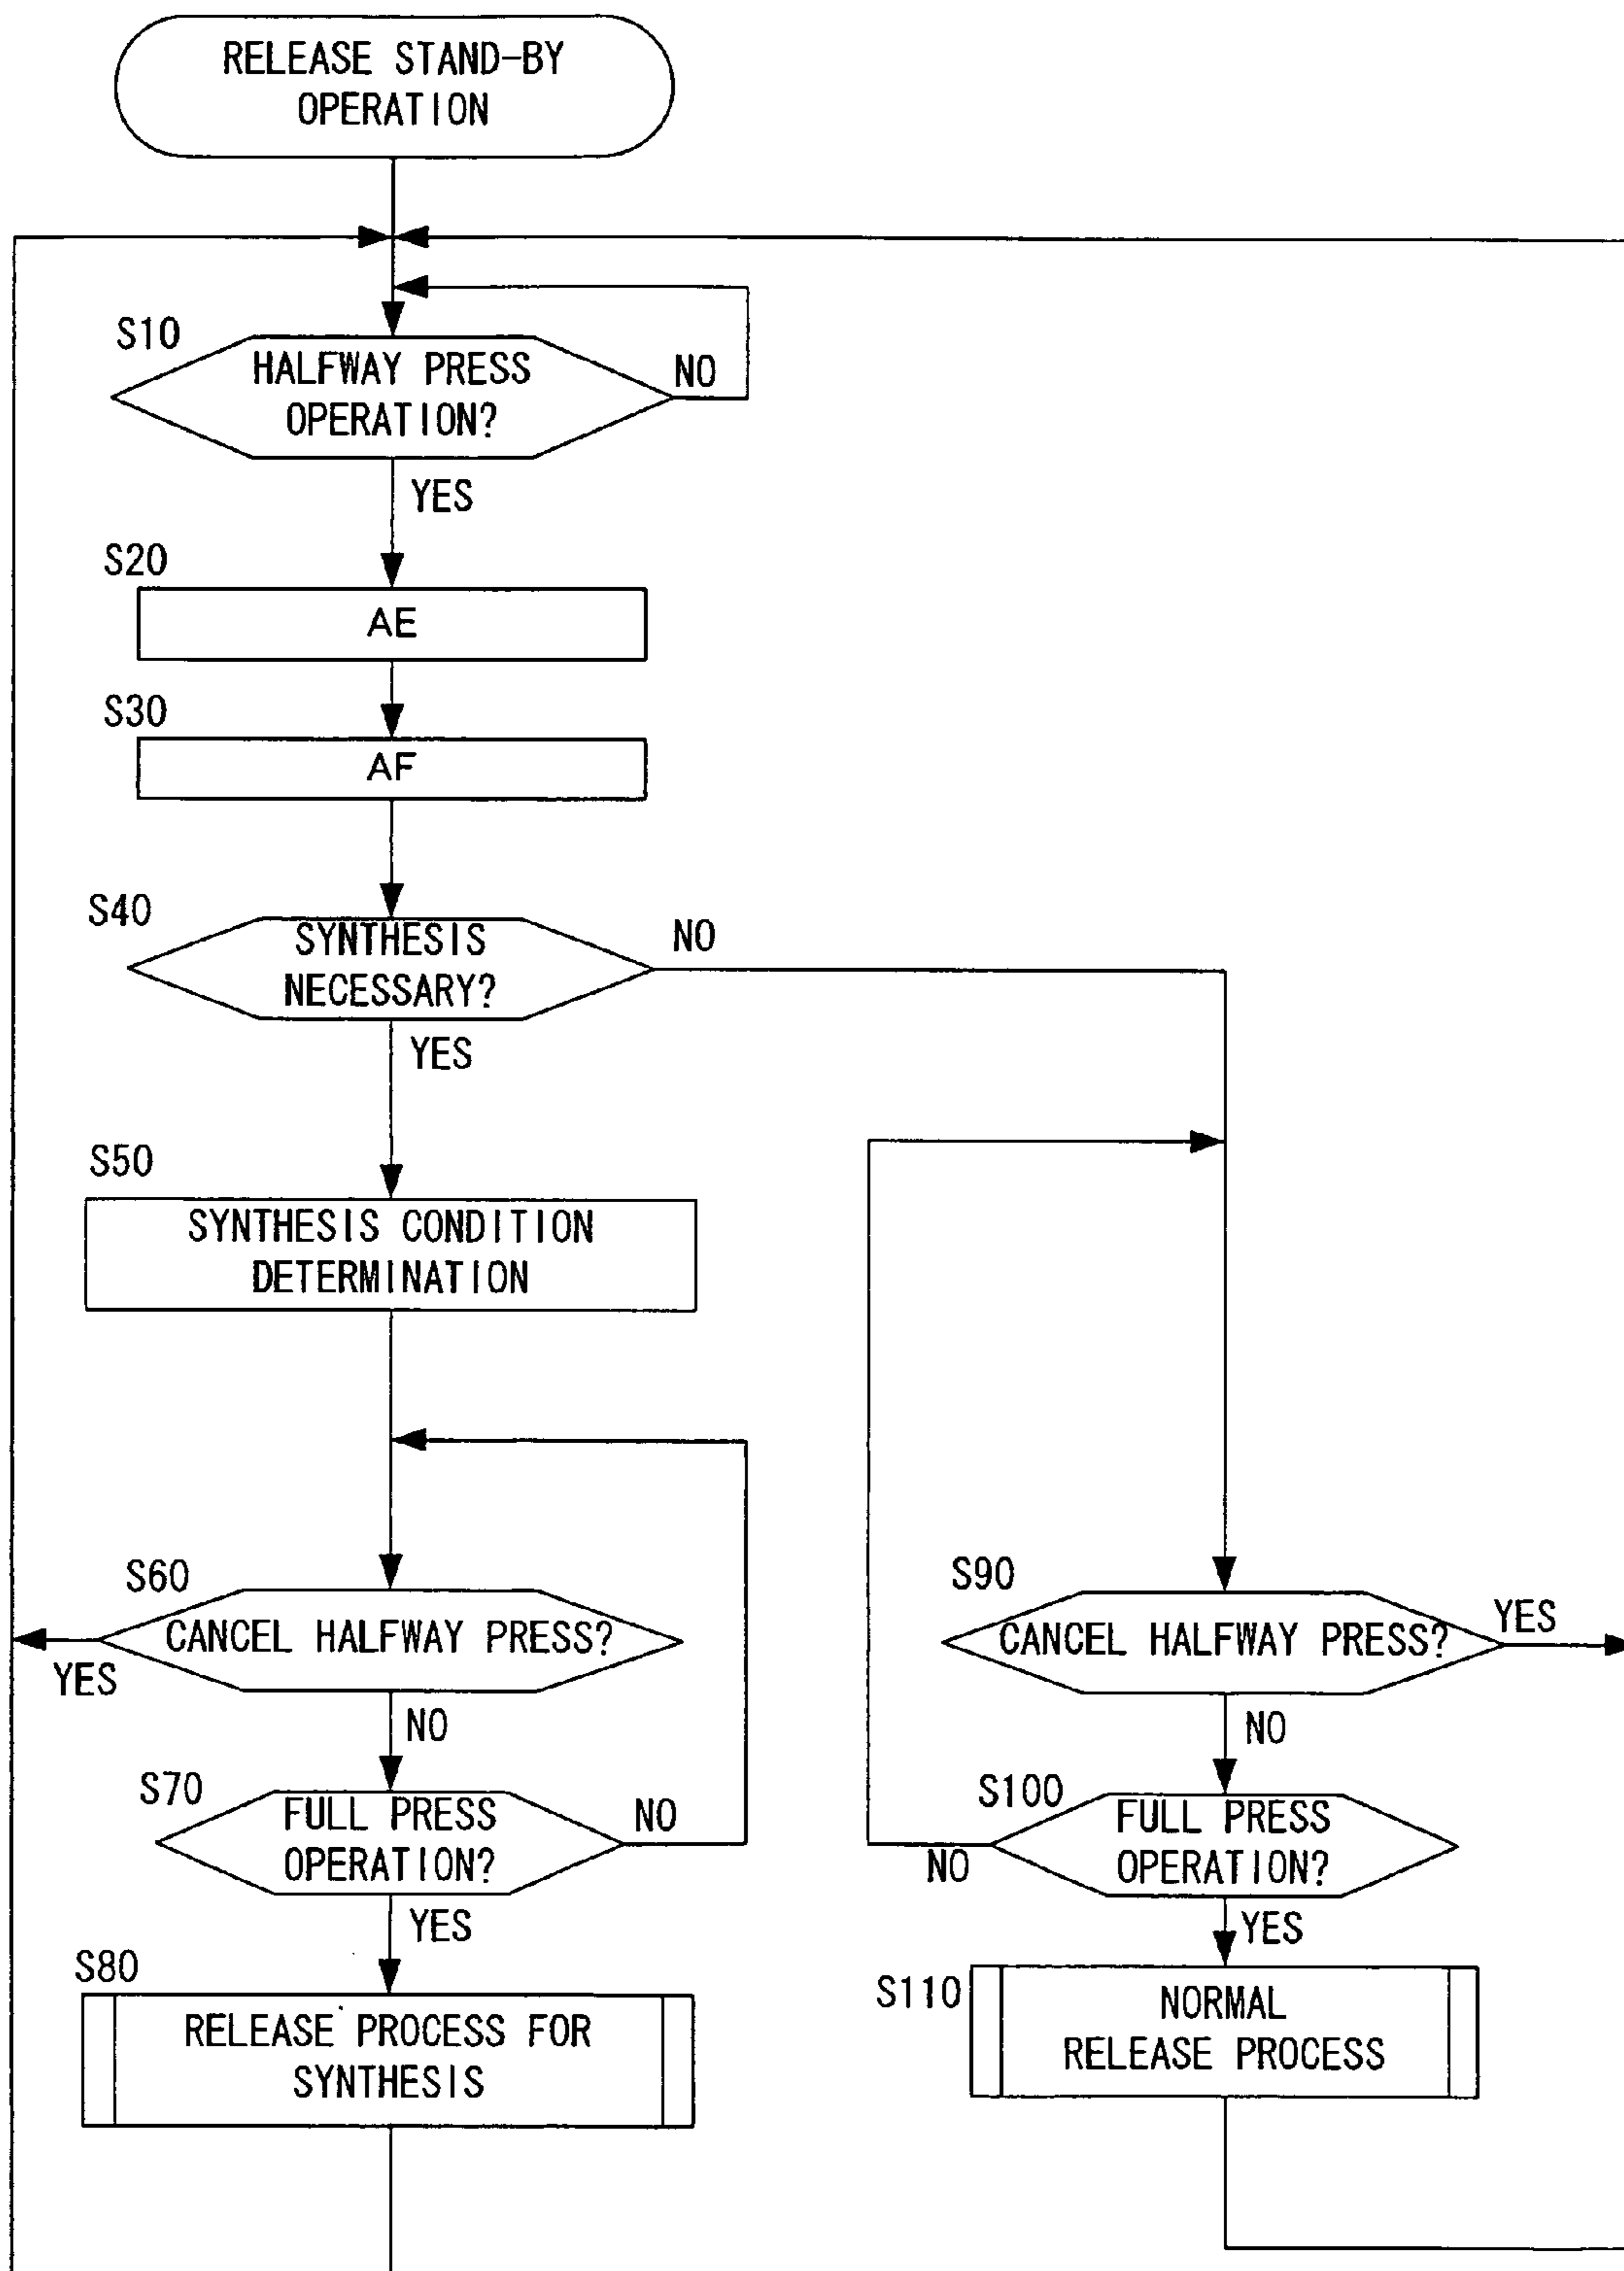 RELEASE STAND-BY
OPERATION
S10
HALFWAY PRESS
OPERATION?
NO
YES
S20
AE
S30
AF
S40
SYNTHESIS
NECESSARY?
NO
YES
S50
SYNTHESIS CONDITION
DETERMINATION
S60
CANCEL HALFWAY PRESS?
YES
NO
S70
FULL PRESS
OPERATION?
NO
YES
S80
RELEASE PROCESS FOR
SYNTHESIS
S90
CANCEL HALFWAY PRESS?
YES
NO
S100
FULL PRESS
OPERATION?
NO
YES
S110
NORMAL
RELEASE PROCESS